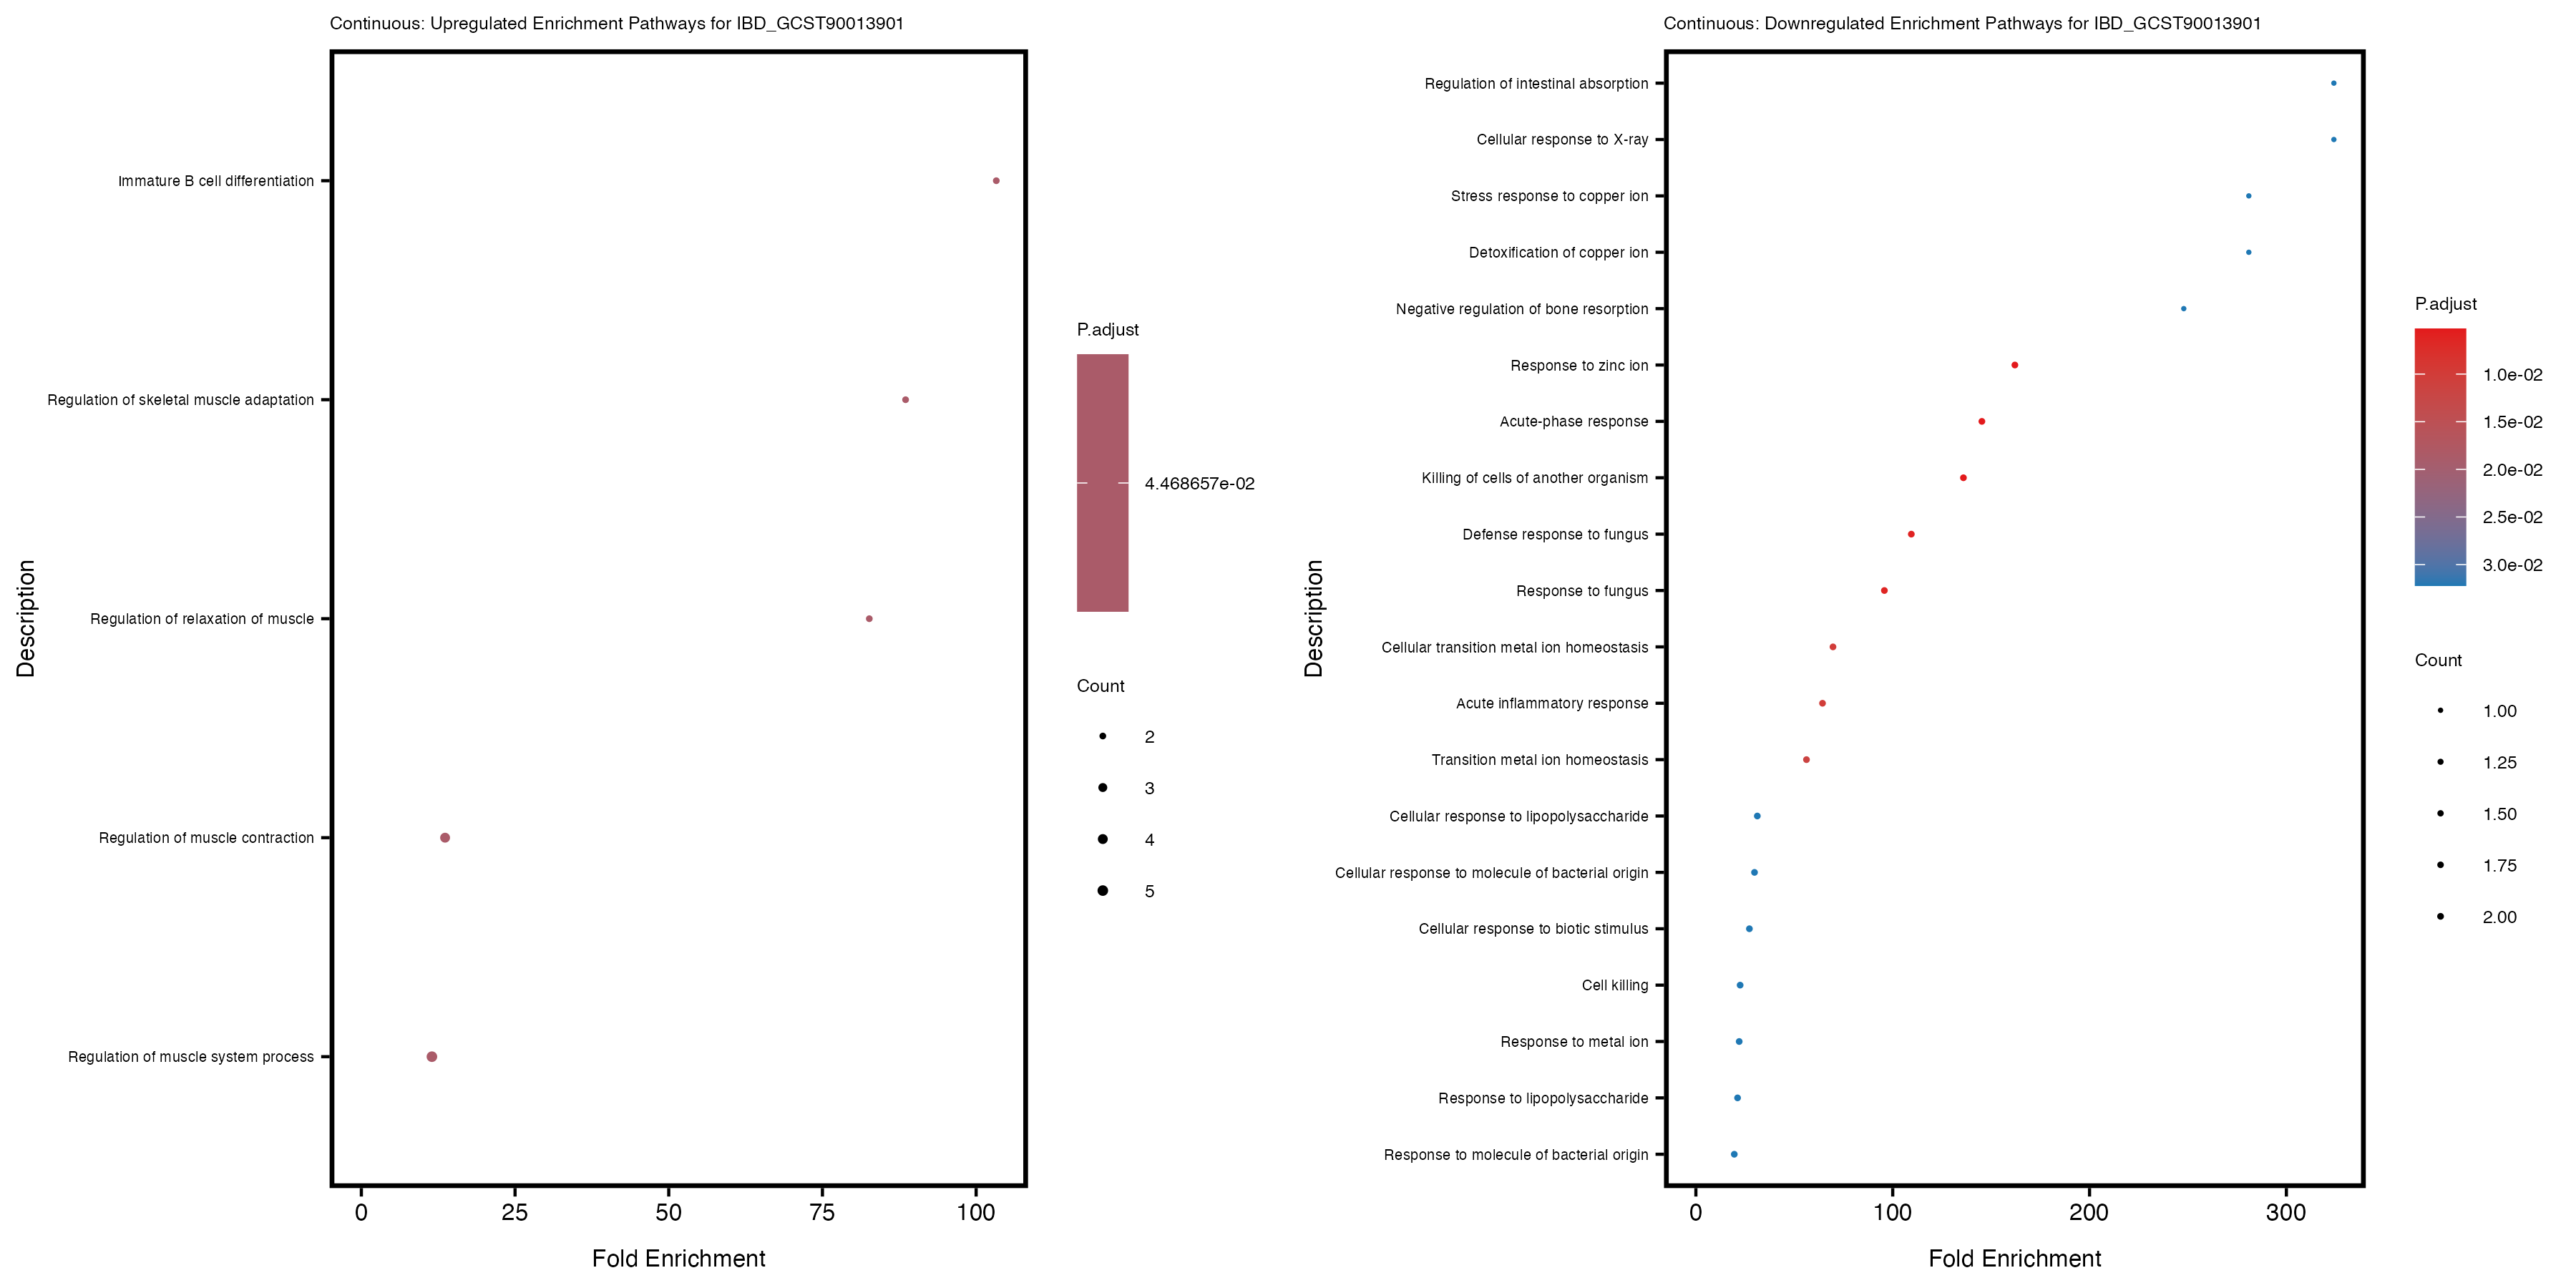 Continuous: Upregulated Enrichment Pathways for IBD_GCST90013901
Description
Immature B cell differentiation
Regulation of skeletal muscle adaptation
Regulation of relaxation of muscle
Regulation of muscle contraction
Regulation of muscle system process
0
25
50
75
100
Fold Enrichment
P.adjust
4.468657e-02
Count
2
3
4
5
Continuous: Downregulated Enrichment Pathways for IBD_GCST90013901
Description
Regulation of intestinal absorption
Cellular response to X-ray
Stress response to copper ion
Detoxification of copper ion
Negative regulation of bone resorption
Response to zinc ion
Acute-phase response
Killing of cells of another organism
Defense response to fungus
Response to fungus
Cellular transition metal ion homeostasis
Acute inflammatory response
Transition metal ion homeostasis
Cellular response to lipopolysaccharide
Cellular response to molecule of bacterial origin
Cellular response to biotic stimulus
Cell killing
Response to metal ion
Response to lipopolysaccharide
Response to molecule of bacterial origin
0
100
200
300
Fold Enrichment
P.adjust
1.0e-02
1.5e-02
2.0e-02
2.5e-02
3.0e-02
Count
1.00
1.25
1.50
1.75
2.00